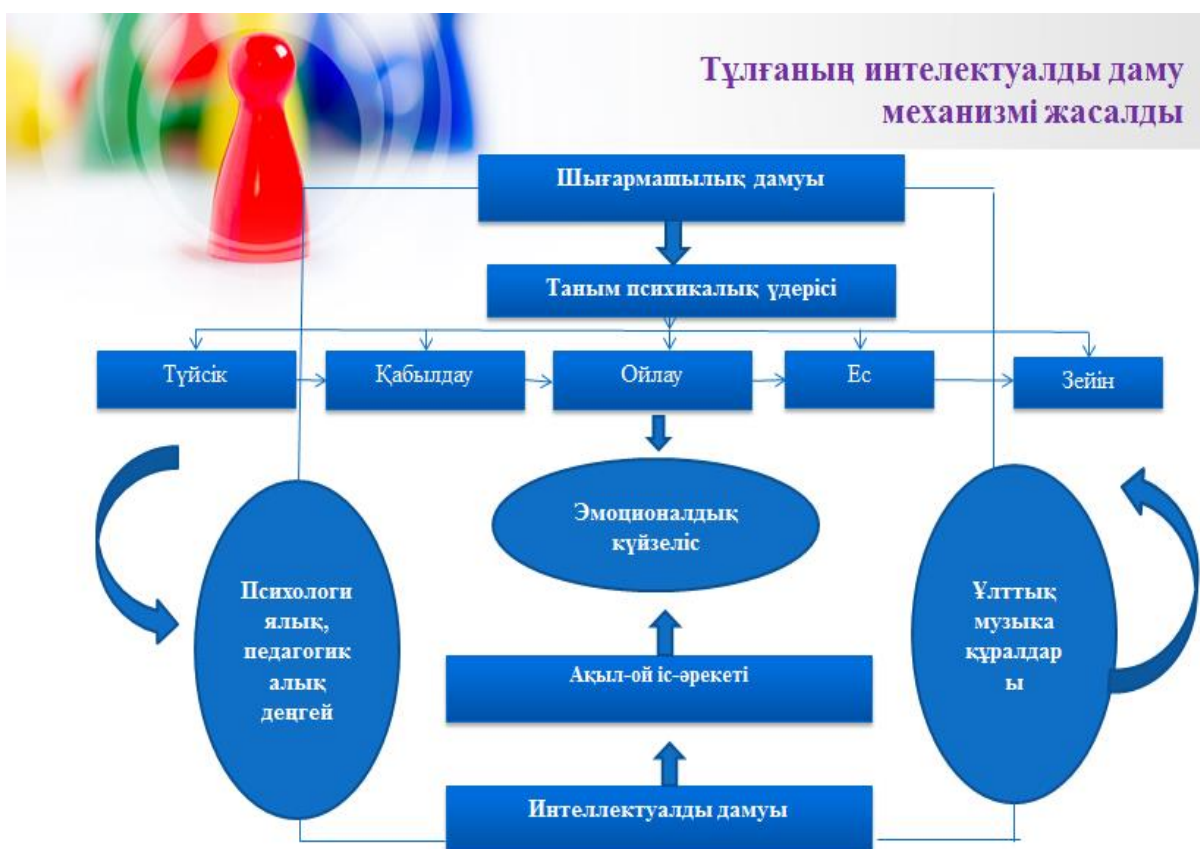 Тұлғаның интелектуалды даму
механизмі жасалды
Шығармашылық дамуы
Таным психикалық үдерісі
Түйсік
Қабылдау
Ойлау
Ес
Зейін
Эмоционалдық
күйзеліс
Психологи
ялық,
педагогик
алық
деңгей
Ұлттық
музыка
құралдар
ы
Ақыл-ой іс-әрекеті
Интеллектуалды дамуы